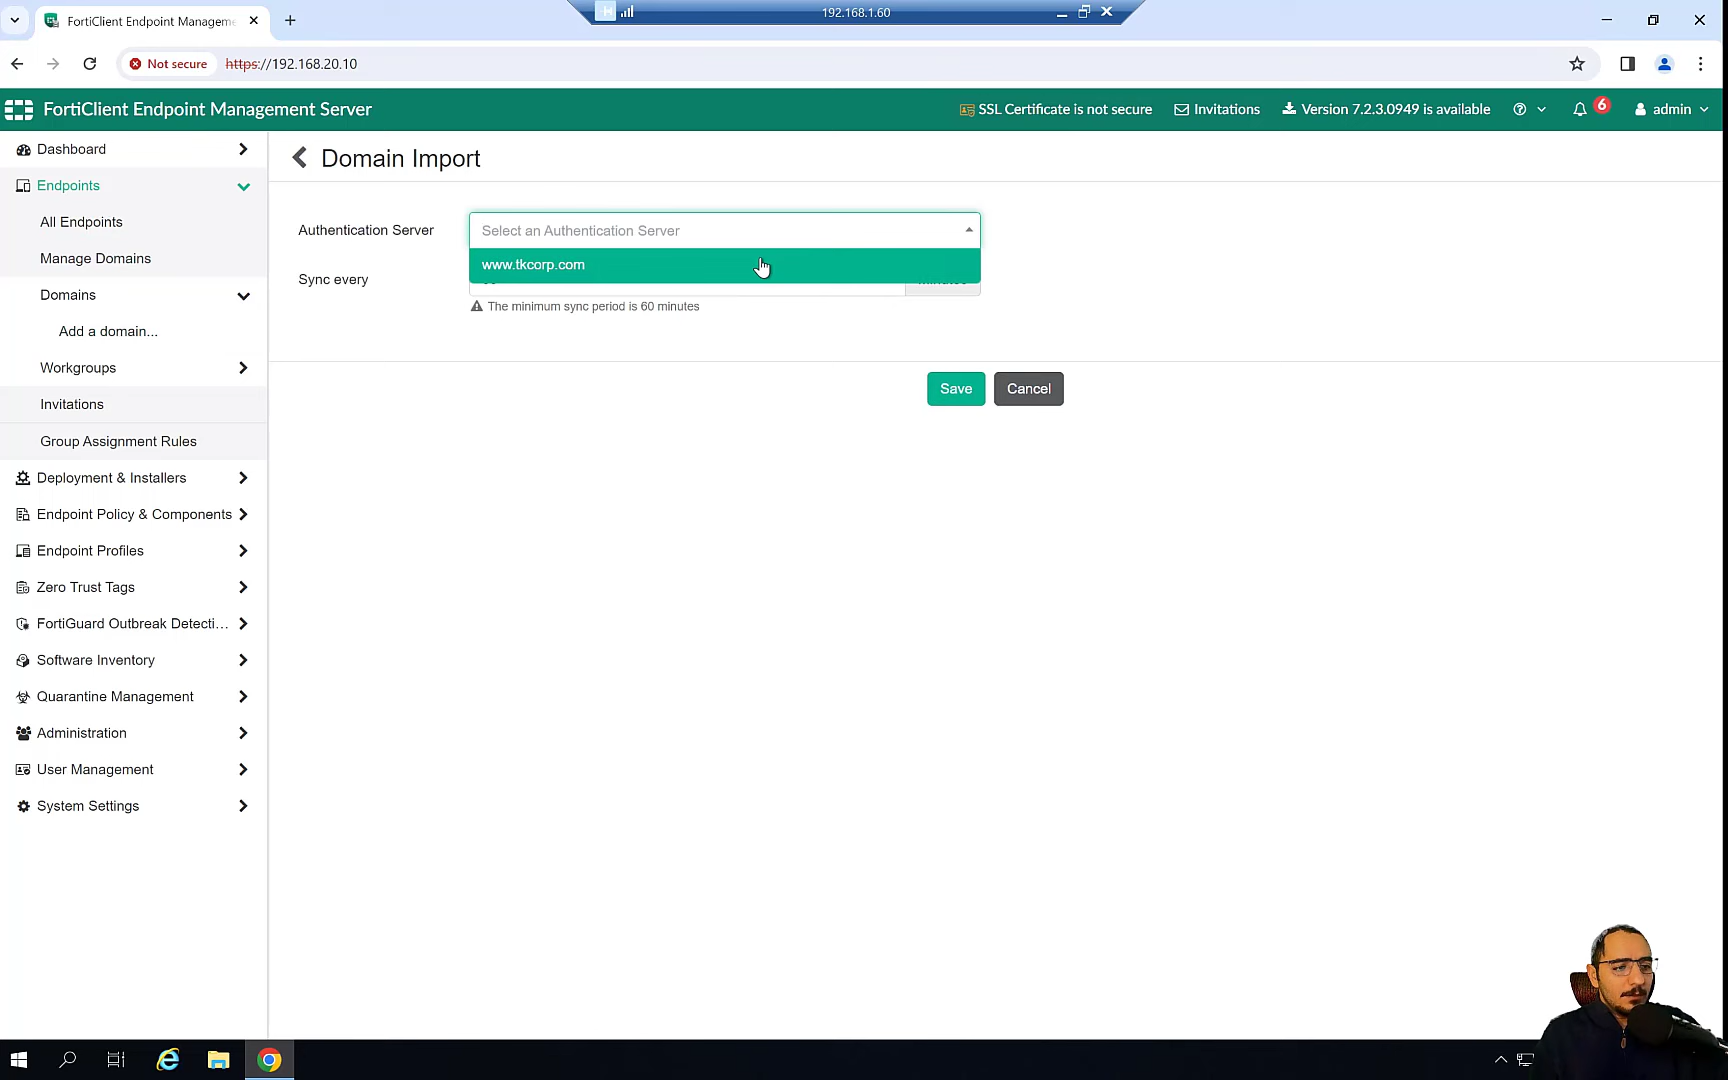 FortiClient Endpoint Manageme
192.168.1.60
Not secure
https://192.168.20.10
FortiClient Endpoint Management Server
SSL Certificate is not secure
Invitations
Version 7.2.3.0949 is available
6
admin
Dashboard
Endpoints
All Endpoints
Manage Domains
Domains
Add a domain...
Workgroups
Invitations
Group Assignment Rules
Deployment & Installers
Endpoint Policy & Components
Endpoint Profiles
Zero Trust Tags
FortiGuard Outbreak Detecti...
Software Inventory
Quarantine Management
Administration
User Management
System Settings
Domain Import
Authentication Server
Select an Authentication Server
www.tkcorp.com
Sync every
The minimum sync period is 60 minutes
Save
Cancel